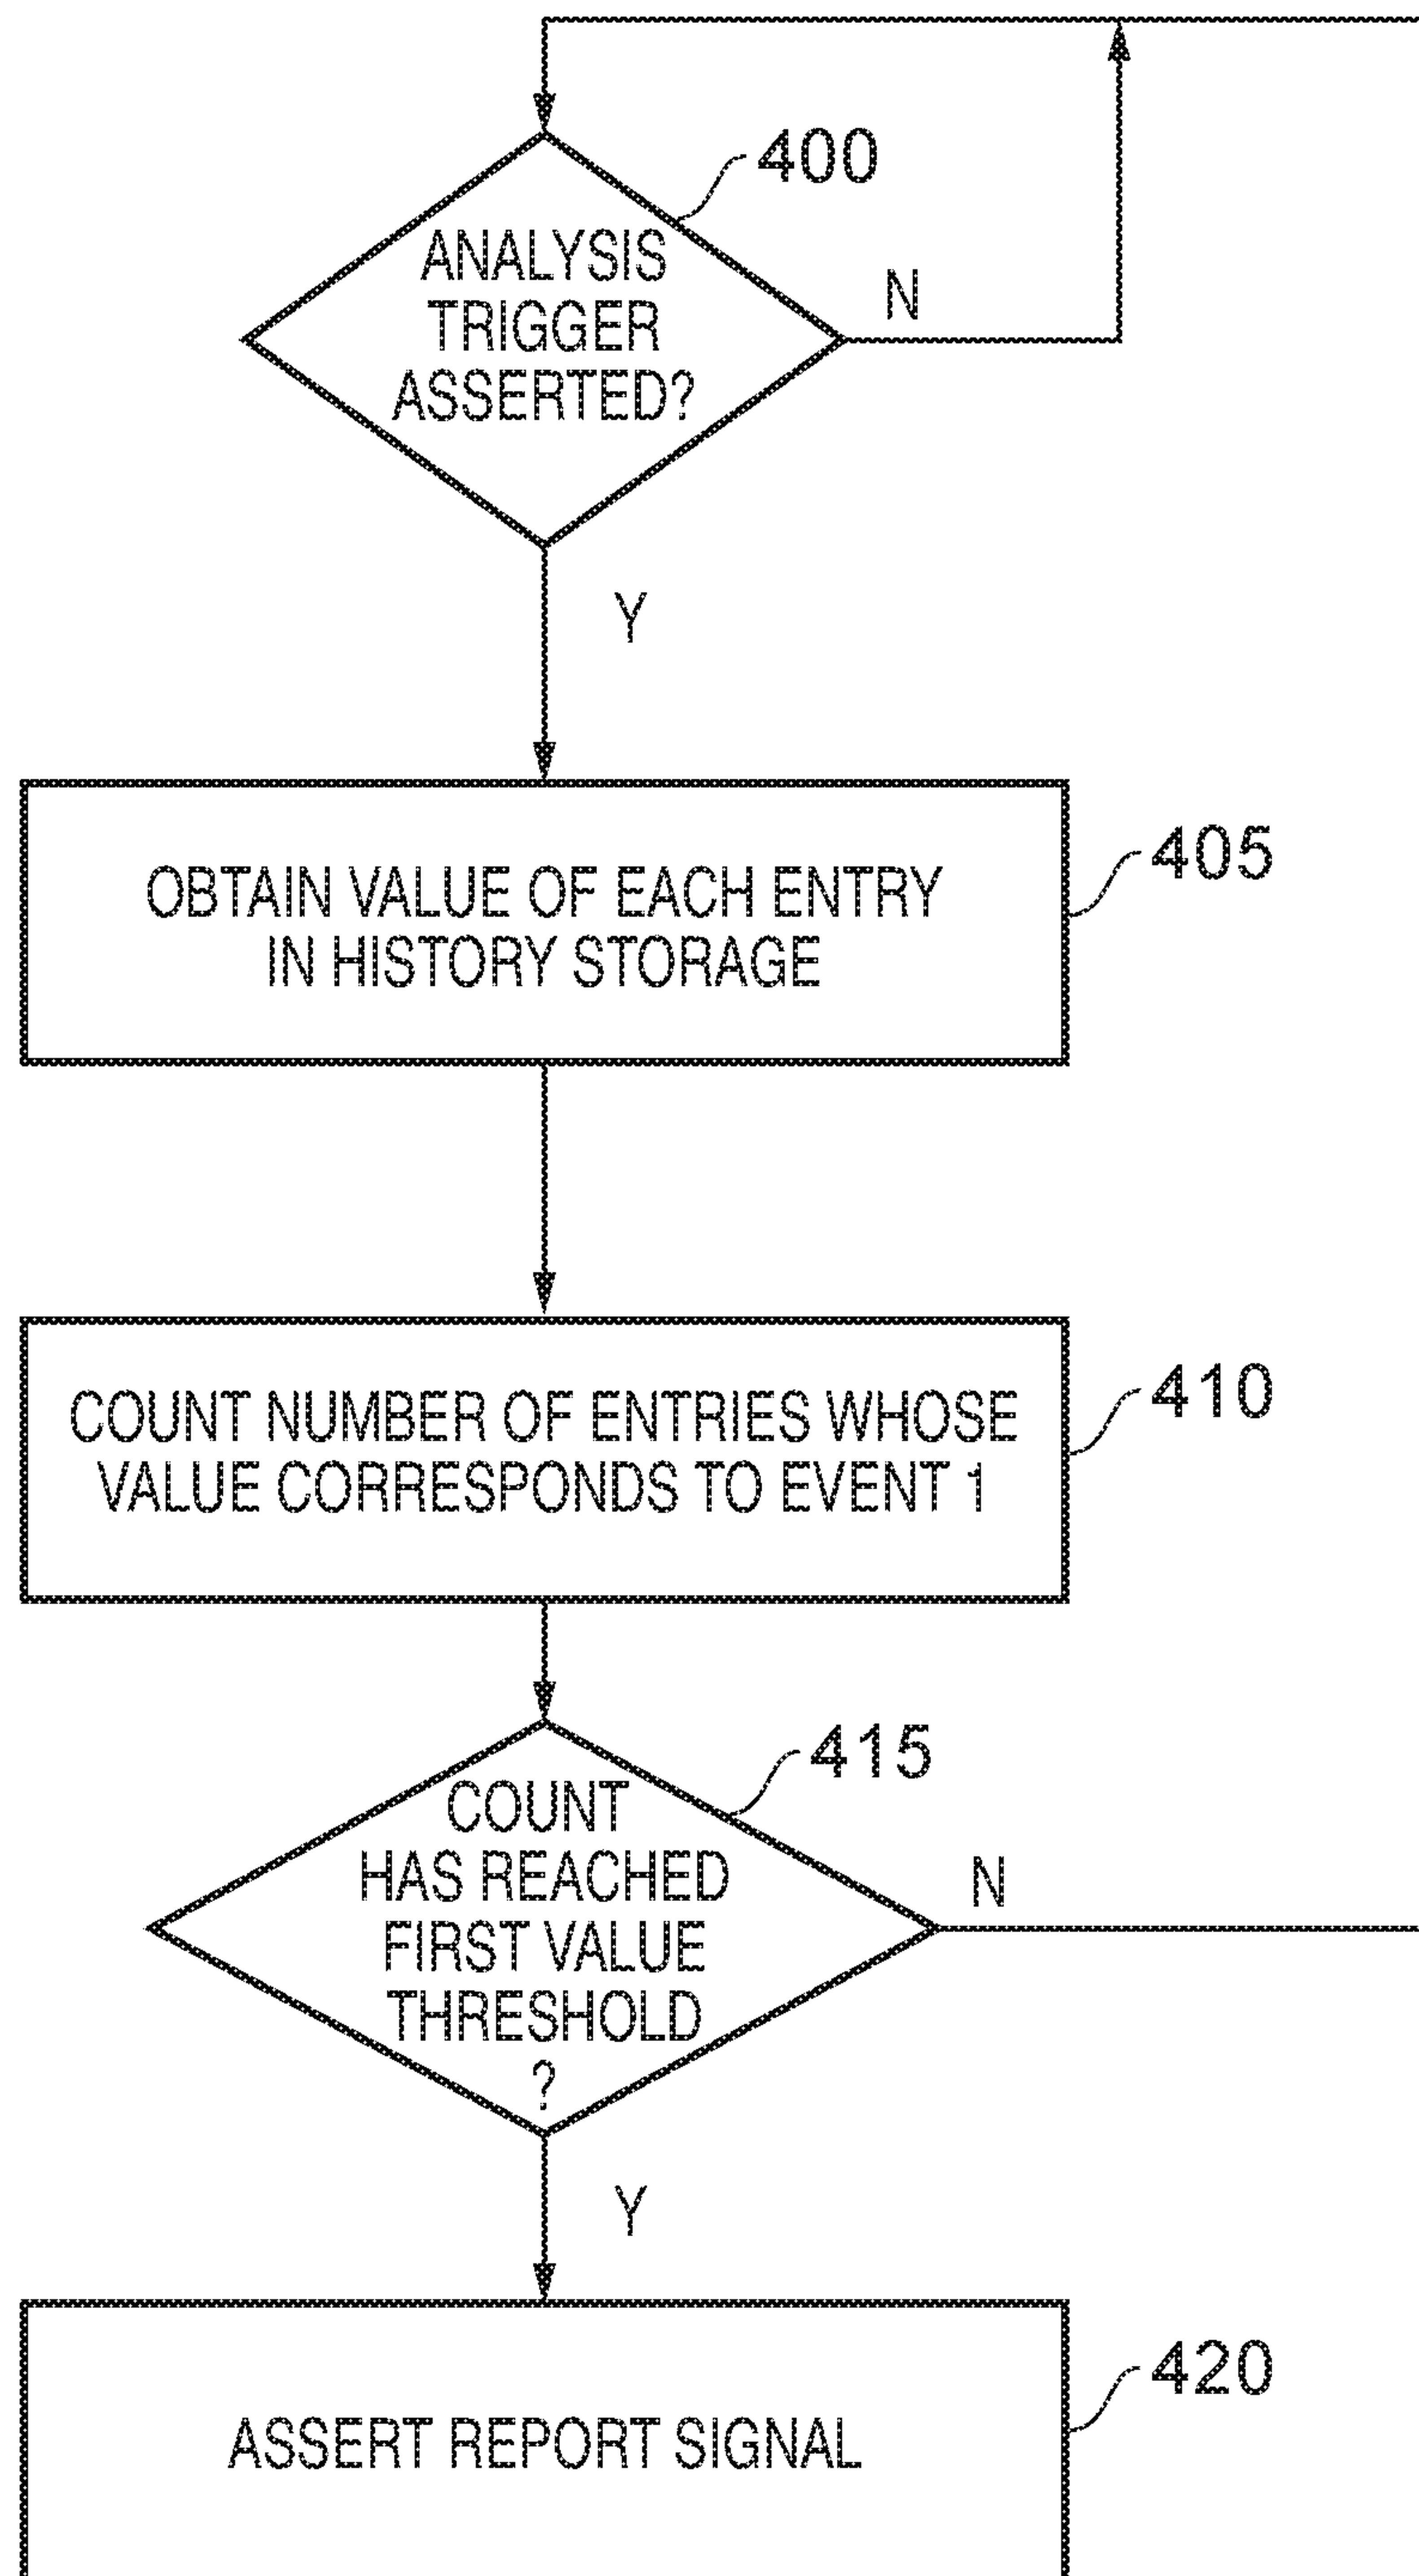 400
ANALYSIS
TRIGGER
ASSERTED?
N
Y
405
OBTAIN VALUE OF EACH ENTRY
IN HISTORY STORAGE
410
COUNT NUMBER OF ENTRIES WHOSE
VALUE CORRESPONDS TO EVENT 1
415
COUNT
HAS REACHED
FIRST VALUE
THRESHOLD
?
N
Y
420
ASSERT REPORT SIGNAL